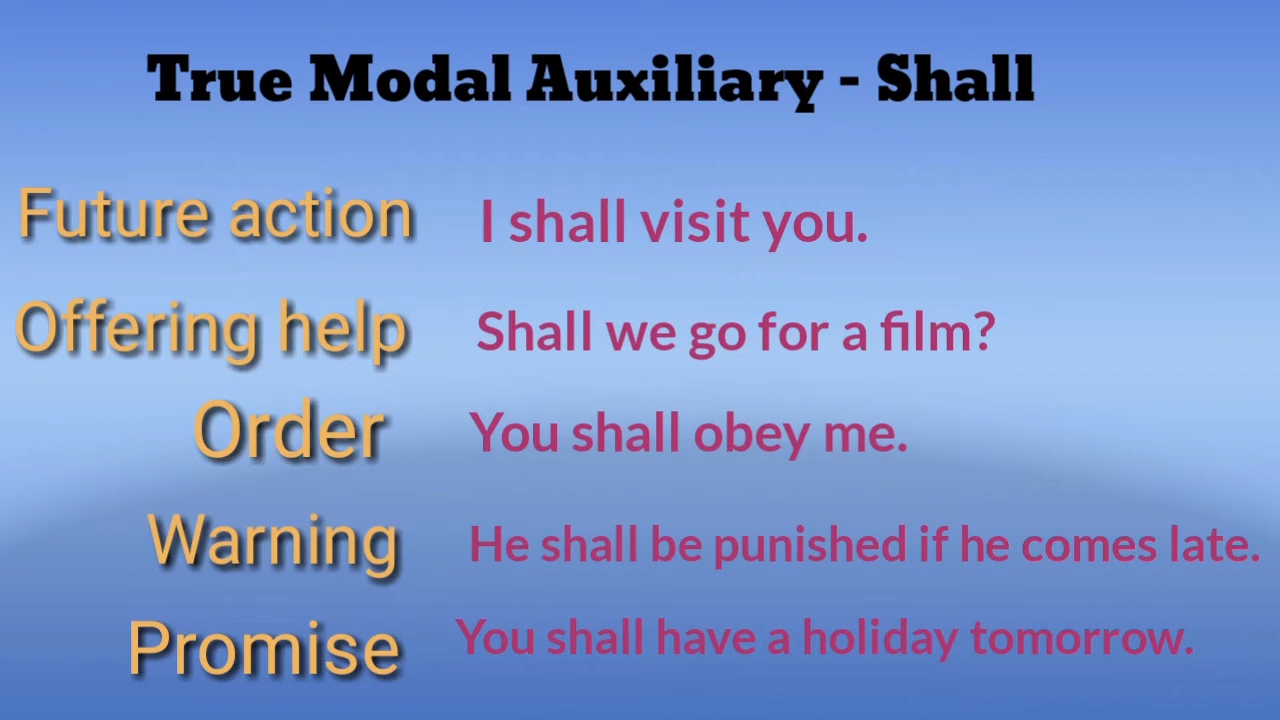 True Modal Auxiliary - Shall
Future action I shall visit you.
Offering help Shall we go for a film?
Order You shall obey me.
Warning He shall be punished if he comes late.
Promise You shall have a holiday tomorrow.